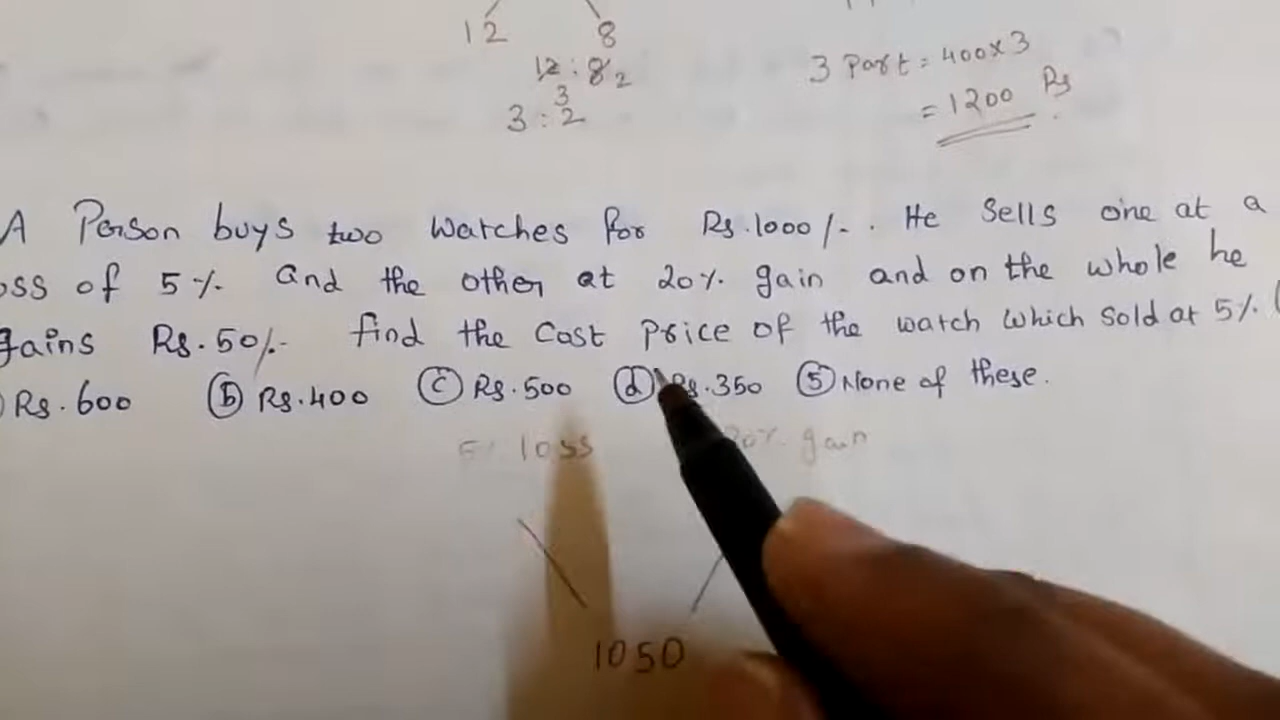 12 8
12 : 8 2
3
3 : 2
3 Part = 400x3
= 1200 Rs
A Person buys two watches for Rs.1000/-. He Sells one at a
oss of 5% and the other at 20% gain and on the whole he
gains Rs.50/- find the cost price of the watch which sold at 5%
Rs.600 (b) Rs.400 (c) Rs.500 (d) Rs.350 (5) None of these.
5% loss 20% gain
1050